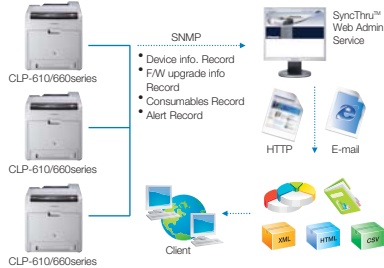 CLP-610/660series
CLP-610/660series
CLP-610/660series
SNMP
• Device info. Record
• F/W upgrade info
Record
• Consumables Record
• Alert Record
SyncThru™
Web Admin
Service
HTTP
E-mail
Client
XML
HTML
CSV